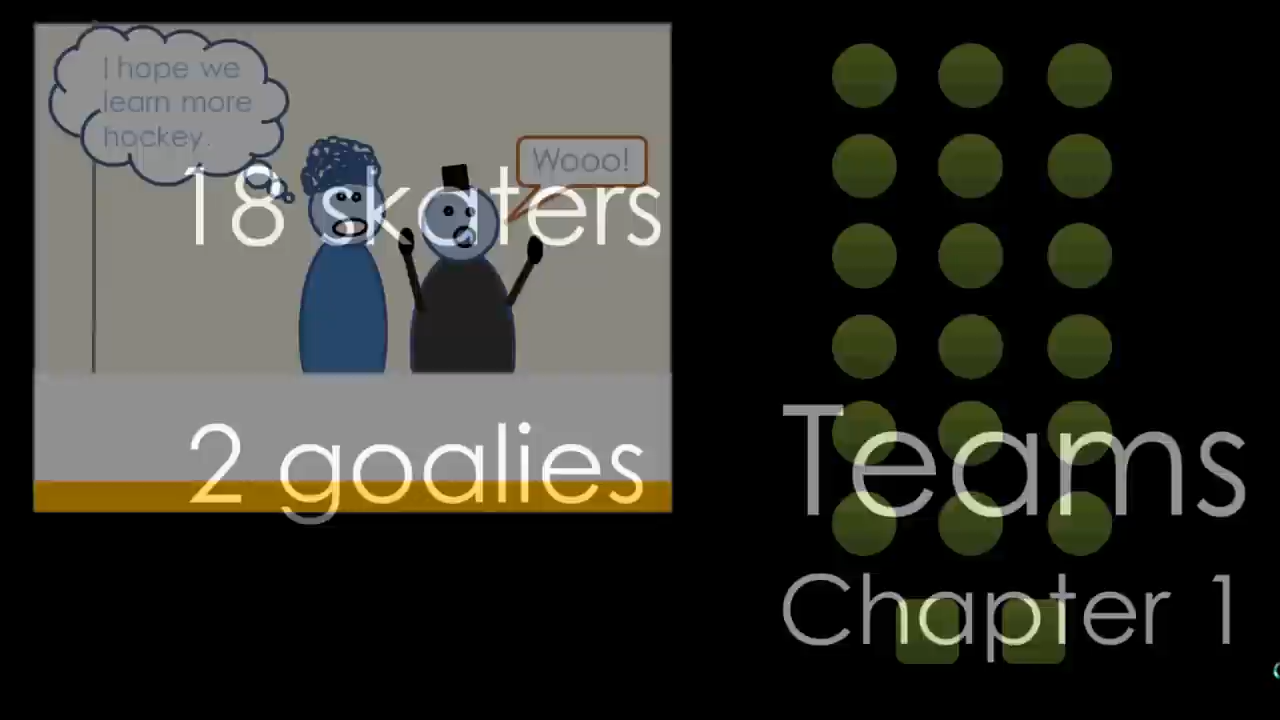 I hope we
learn more
hockey.
Wooo!
18 skaters
2 goalies
Teams
Chapter 1